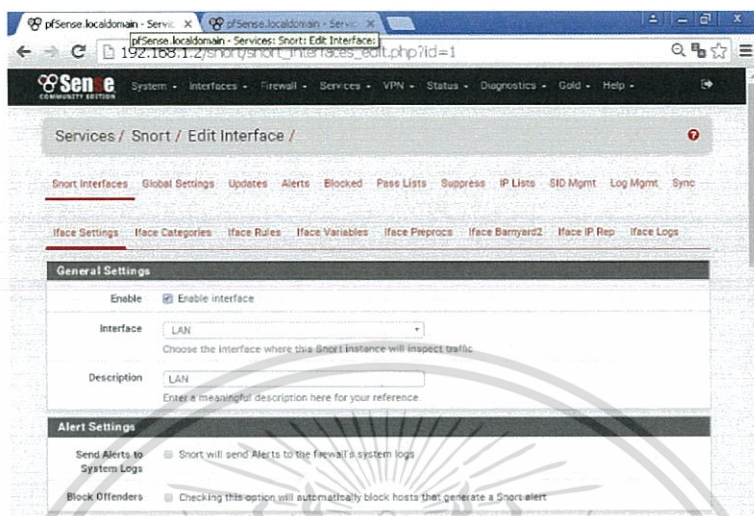 pfSense.localdomain - Servic × pfSense.localdomain - Servic ×
pfSense.localdomain - Services: Snort: Edit Interface:
192.168.1.2/snort/snort_interfaces_edit.php?id=1
Sense System Interfaces Firewall Services VPN Status Diagnostics Gold Help
COMMUNITY EDITION
Services / Snort / Edit Interface /
Snort Interfaces Global Settings Updates Alerts Blocked Pass Lists Suppress IP Lists SID Mgmt Log Mgmt Sync
Iface Settings Iface Categories Iface Rules Iface Variables Iface Preprocs Iface Barnyard2 Iface IP Rep Iface Logs
General Settings
Enable Enable interface
Interface LAN
Choose the interface where this Snort instance will inspect traffic.
Description LAN
Enter a meaningful description here for your reference.
Alert Settings
Send Alerts to System Logs Snort will send Alerts to the firewall's system logs
Block Offenders Checking this option will automatically block hosts that generate a Snort alert